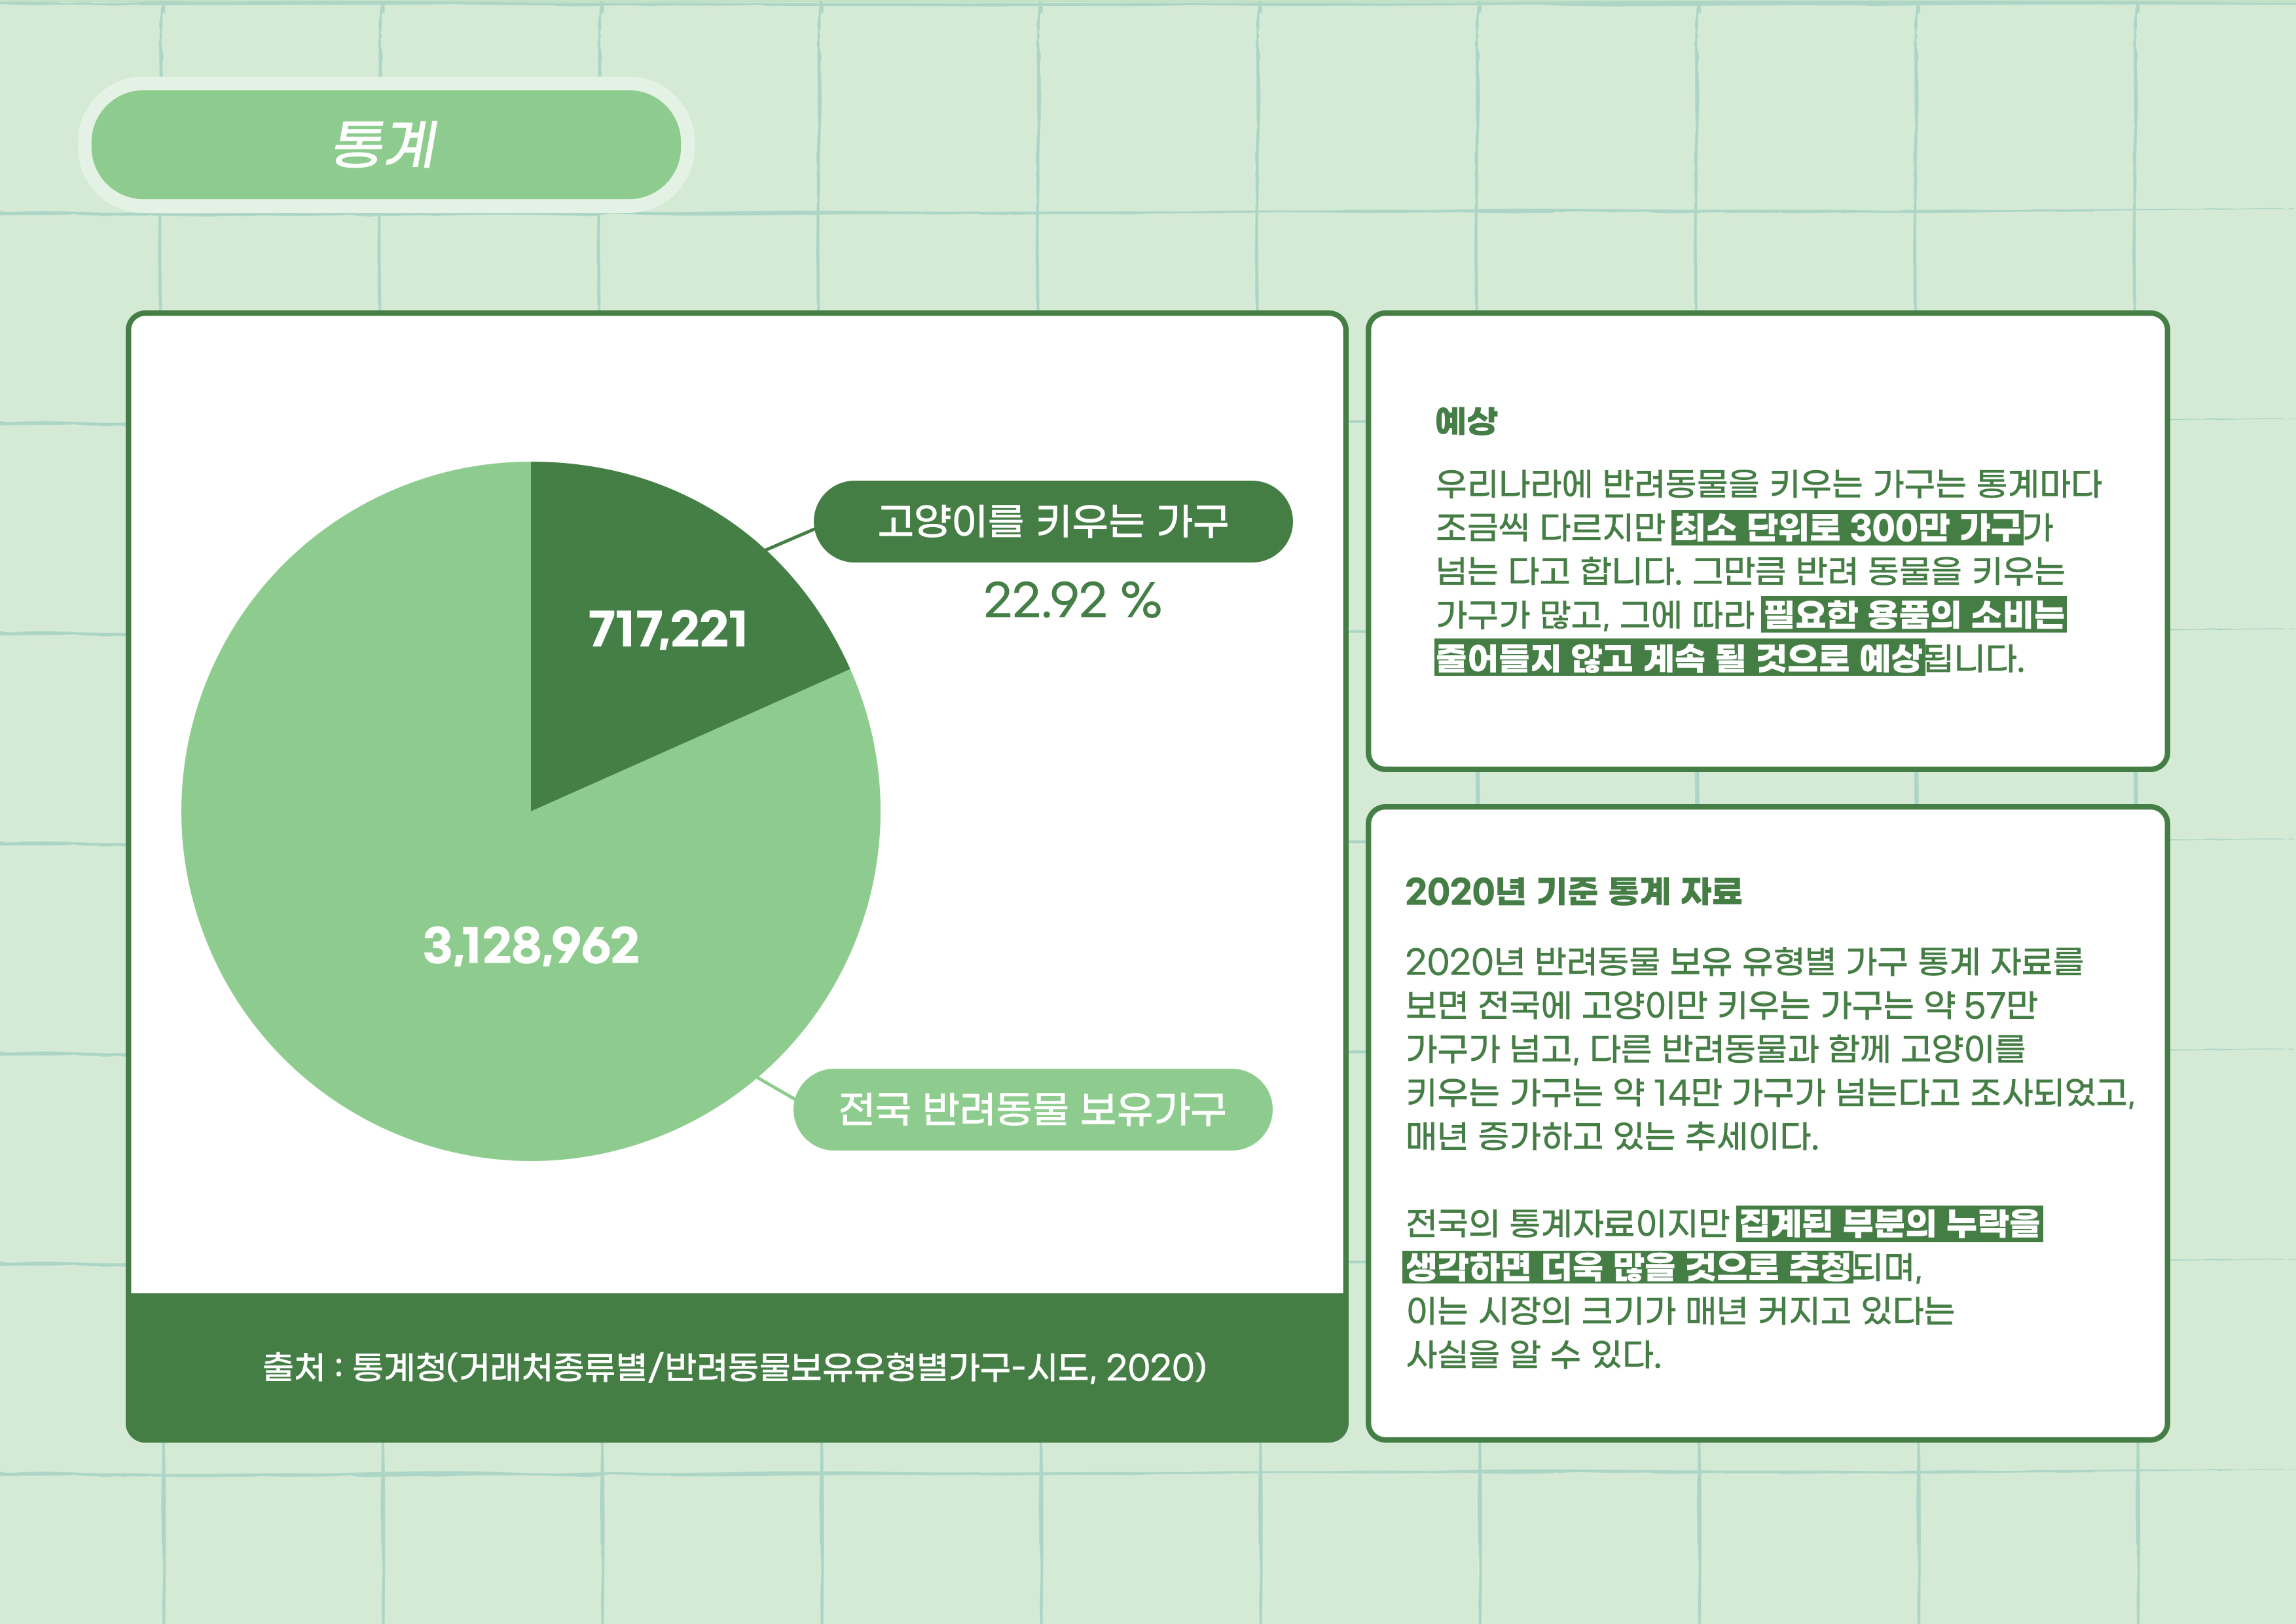 통계
고양이를 키우는 가구
22.92 %
717,221
3,128,962
전국 반려동물 보유가구
출처 : 통계청(거래처종류별/반려동물보유유형별가구-시도, 2020)
예상
우리나라에 반려동물을 키우는 가구는 통계마다
조금씩 다르지만 최소 단위로 300만 가구가
넘는 다고 합니다. 그만큼 반려 동물을 키우는
가구가 많고, 그에 따라 필요한 용품의 소비는
줄어들지 않고 계속 될 것으로 예상됩니다.
2020년 기준 통계 자료
2020년 반려동물 보유 유형별 가구 통계 자료를
보면 전국에 고양이만 키우는 가구는 약 57만
가구가 넘고, 다른 반려동물과 함께 고양이를
키우는 가구는 약 14만 가구가 넘는다고 조사되었고,
매년 증가하고 있는 추세이다.
전국의 통계자료이지만 집계된 부분의 누락을
생각하면 더욱 많을 것으로 추정되며,
이는 시장의 크기가 매년 커지고 있다는
사실을 알 수 있다.